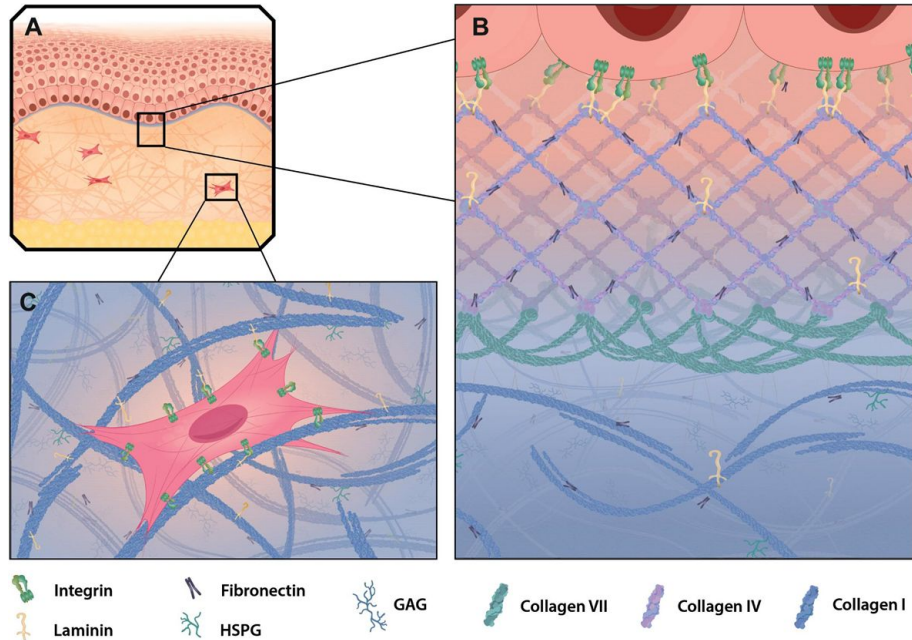 A
B
C
Integrin
Fibronectin
GAG
Collagen VII
Collagen IV
Collagen I
Laminin
HSPG